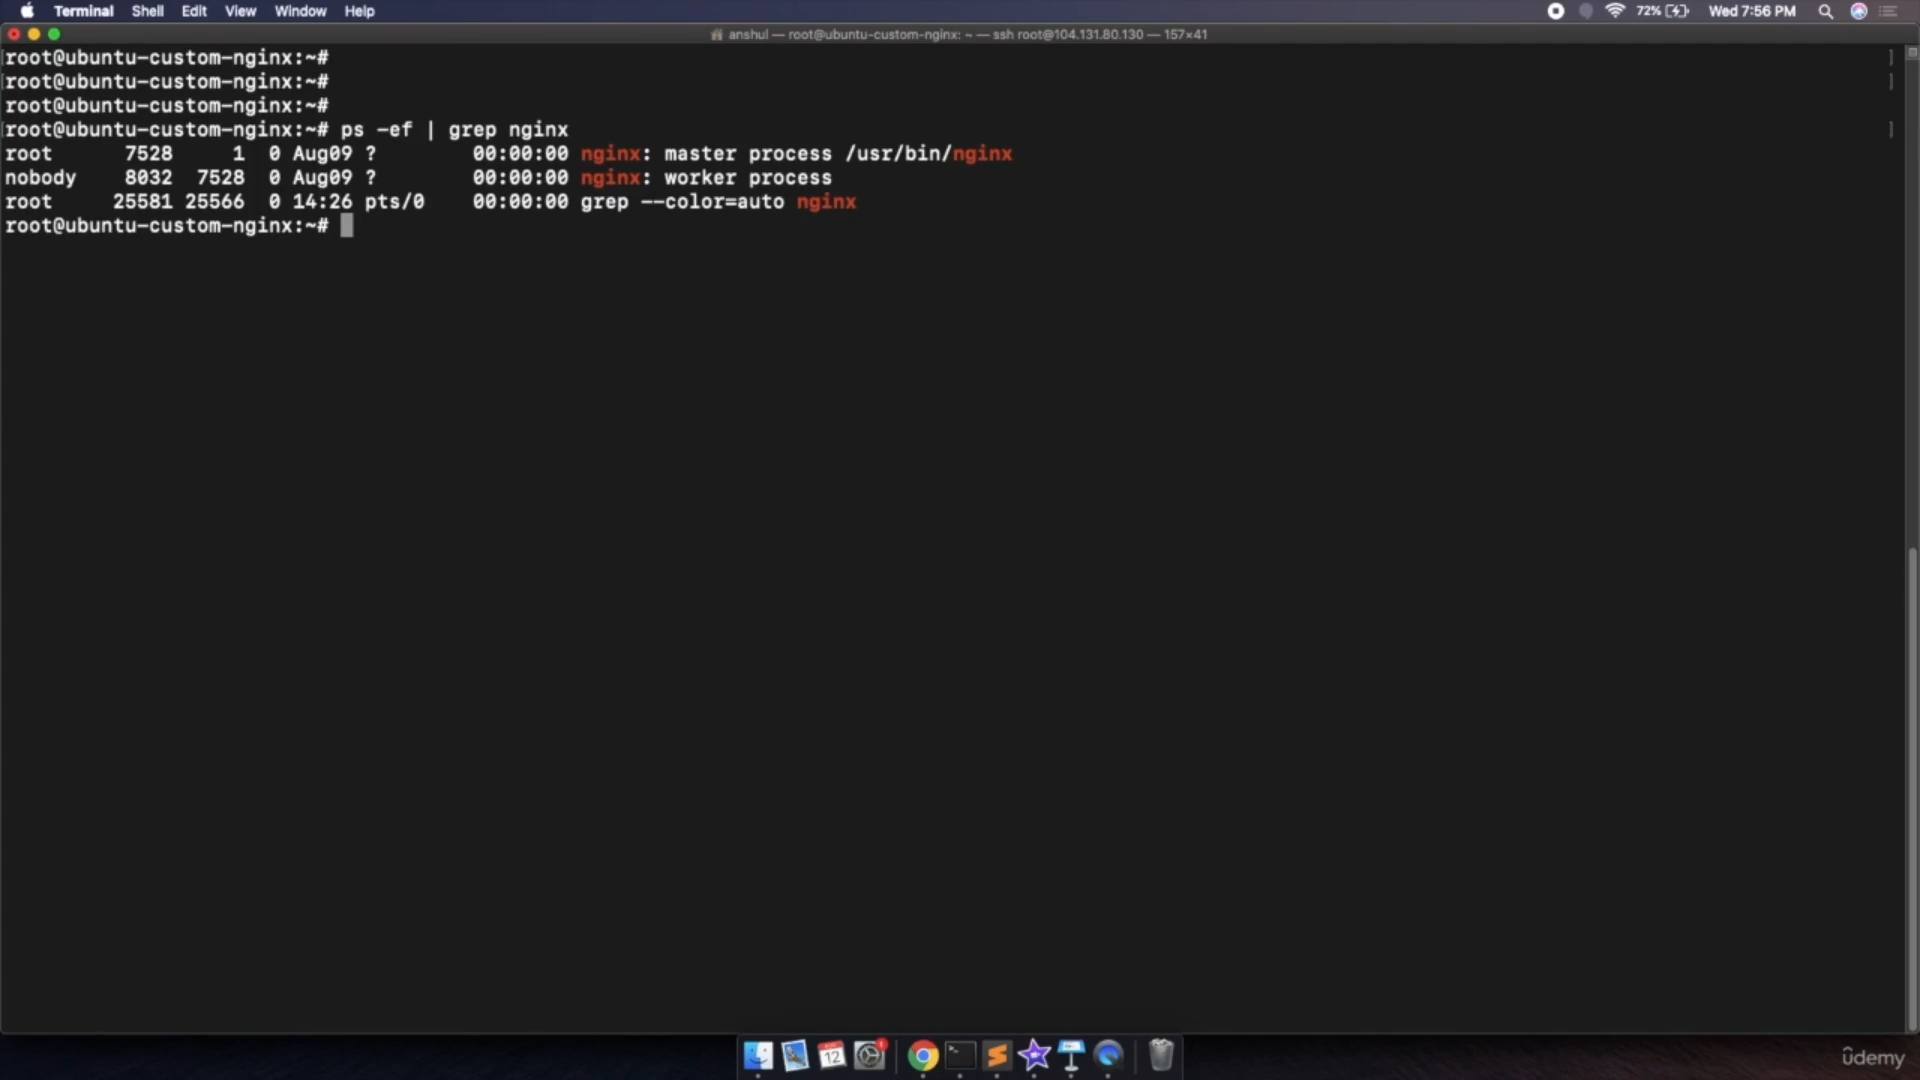 Terminal Shell Edit View Window Help 72% Wed 7:56 PM
anshul — root@ubuntu-custom-nginx: ~ — ssh root@104.131.80.130 — 157×41
root@ubuntu-custom-nginx:~#
root@ubuntu-custom-nginx:~#
root@ubuntu-custom-nginx:~#
root@ubuntu-custom-nginx:~# ps -ef | grep nginx
root 7528 1 0 Aug09 ? 00:00:00 nginx: master process /usr/bin/nginx
nobody 8032 7528 0 Aug09 ? 00:00:00 nginx: worker process
root 25581 25566 0 14:26 pts/0 00:00:00 grep --color=auto nginx
root@ubuntu-custom-nginx:~#
12
ûdemy